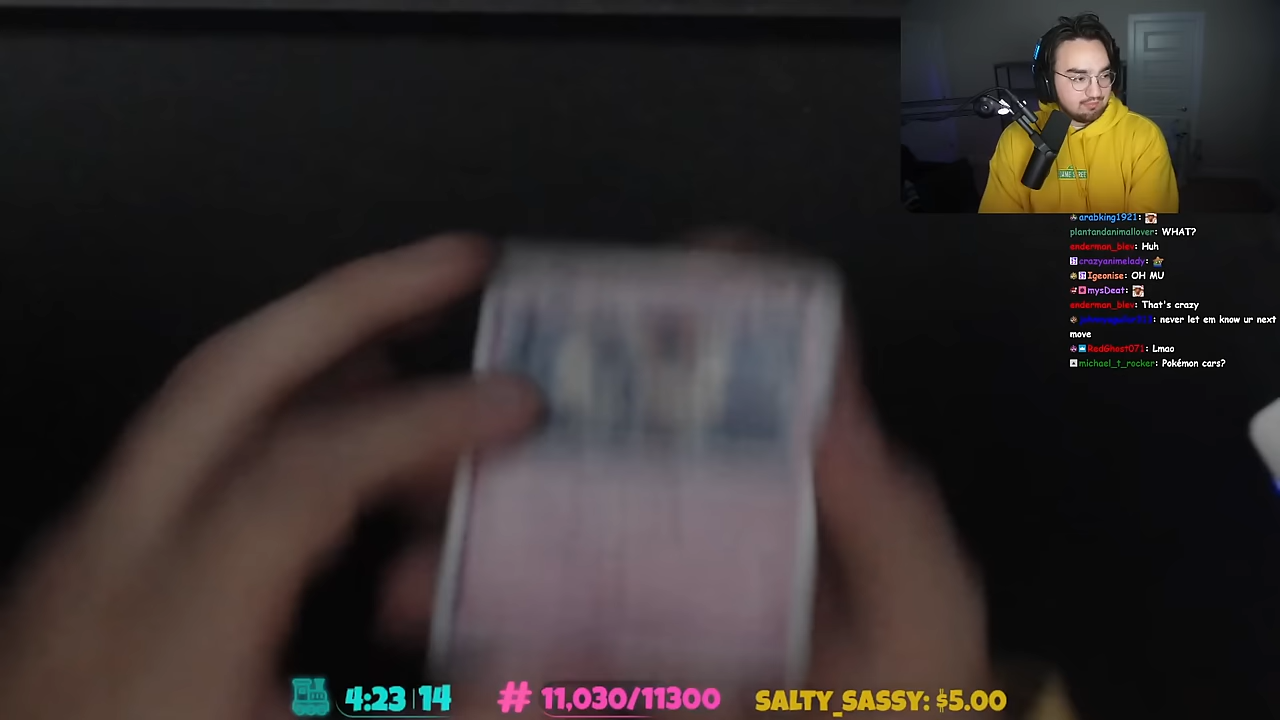 arabking1921:
plantandanimallover: WHAT?
enderman_blev: Huh
crazyanimelady:
Igeonise: OH MU
mysDeat:
enderman_blev: That's crazy
never let em know ur next
move
RedGhost071: Lmao
michael_t_rocker: Pokémon cars?
4:23 | 14
# 11,030/11300
SALTY_SASSY: $5.00